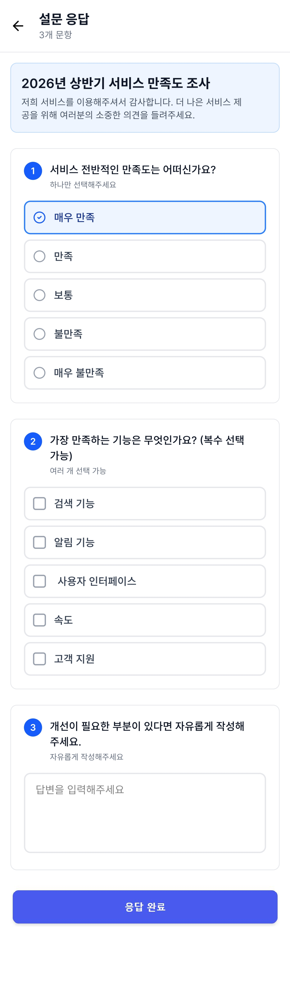 설문 응답
3개 문항
2026년 상반기 서비스 만족도 조사
저희 서비스를 이용해주셔서 감사합니다. 더 나은 서비스 제
공을 위해 여러분의 소중한 의견을 들려주세요.
1 서비스 전반적인 만족도는 어떠신가요?
하나만 선택해주세요
매우 만족
만족
보통
불만족
매우 불만족
2 가장 만족하는 기능은 무엇인가요? (복수 선택
가능)
여러 개 선택 가능
검색 기능
알림 기능
사용자 인터페이스
속도
고객 지원
3 개선이 필요한 부분이 있다면 자유롭게 작성해
주세요.
자유롭게 작성해주세요
답변을 입력해주세요
응답 완료